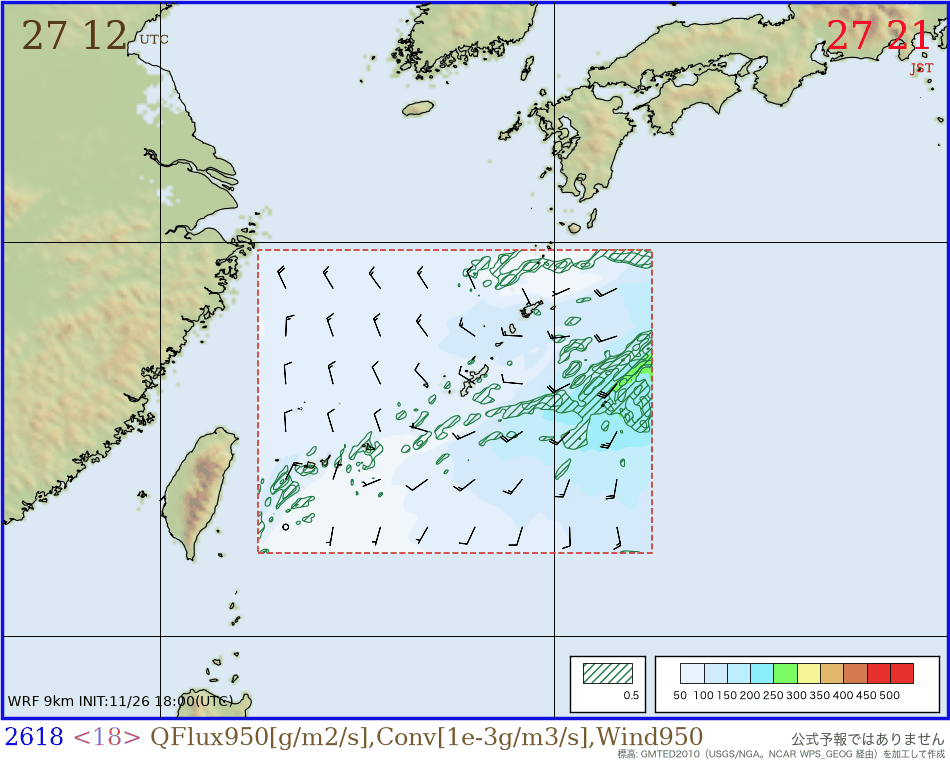 27 12 UTC
27 21
JST
0.5
50 100 150 200 250 300 350 400 450 500
WRF 9km INIT:11/26 18:00(UTC)
2618 <18> QFlux950[g/m2/s],Conv[1e-3g/m3/s],Wind950
公式予報ではありません
標高: GMTED2010（USGS/NGA。NCAR WPS_GEOG 経由）を加工して作成